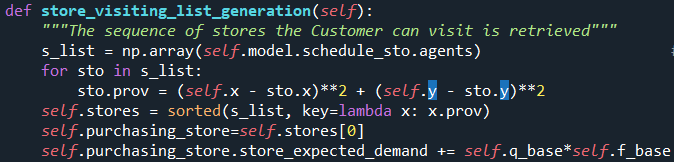 def store_visiting_list_generation(self):
"""The sequence of stores the Customer can visit is retrieved"""
s_list = np.array(self.model.schedule_sto.agents) #
for sto in s_list:
sto.prov = (self.x - sto.x)**2 + (self.y - sto.y)**2
self.stores = sorted(s_list, key=lambda x: x.prov)
self.purchasing_store=self.stores[0]
self.purchasing_store.store_expected_demand += self.q_base*self.f_base